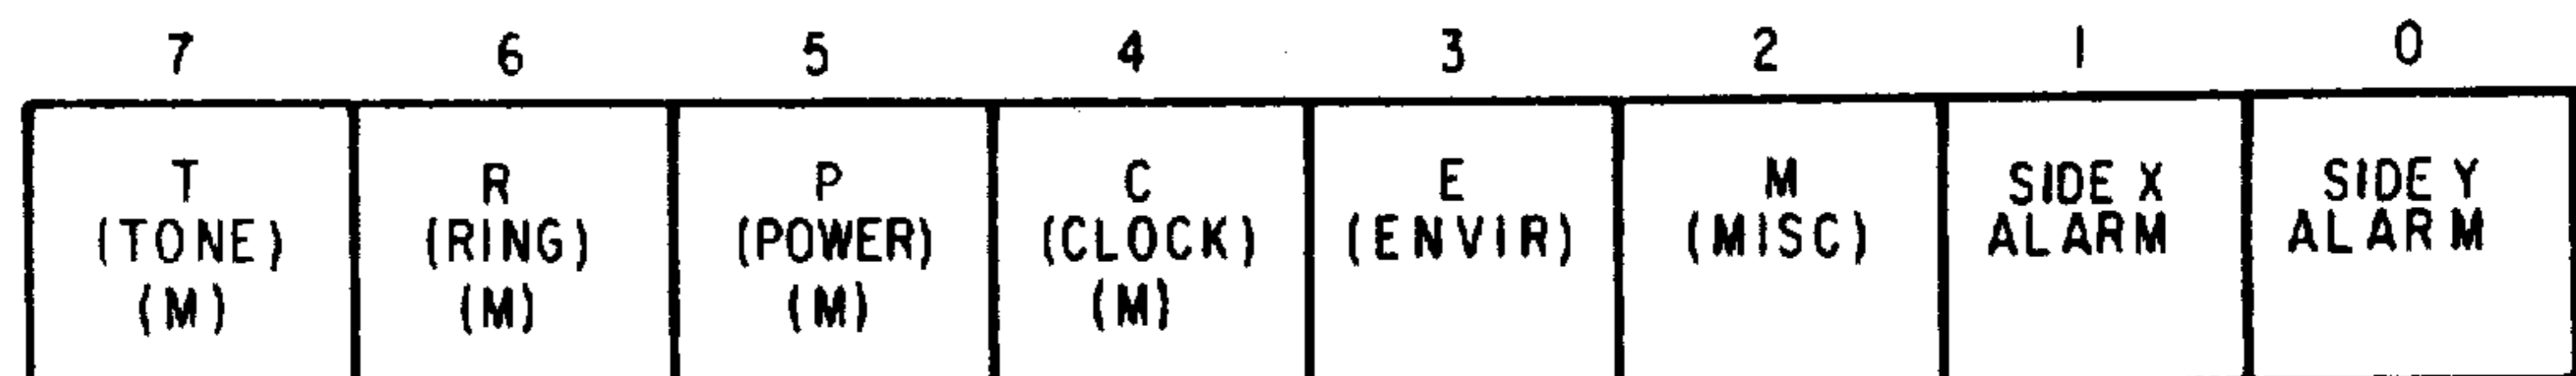 7 6 5 4 3 2 1 0
T R P C E M SIDE X SIDE Y
(TONE) (RING) (POWER) (CLOCK) (ENVIR) (MISC) ALARM ALARM
(M) (M) (M) (M)